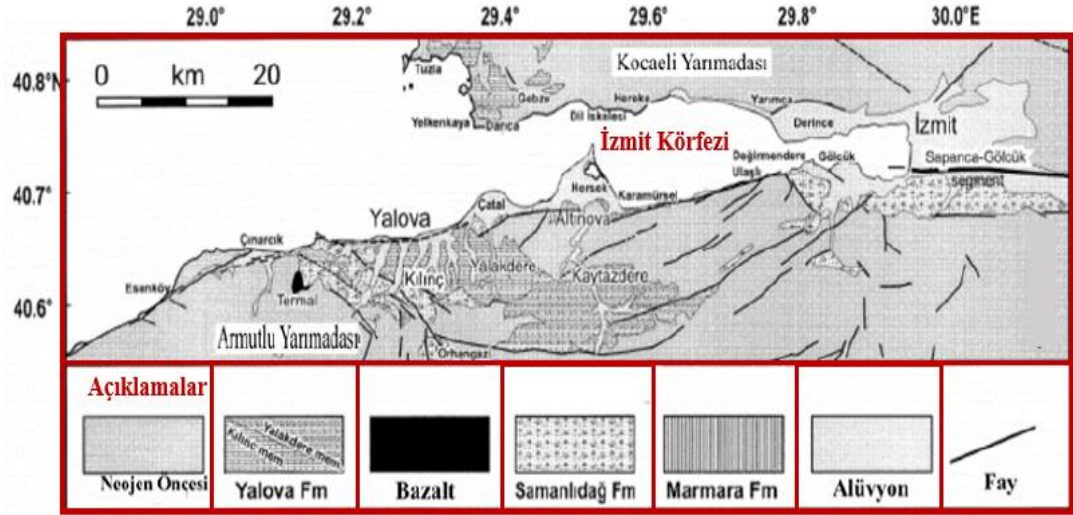 29.0° 29.2° 29.4° 29.6° 29.8° 30.0°E
40.8°N
40.7°
40.6°
0 km 20
Tuzla
Kocaeli Yarımadası
Gebze
Hereke
Yarımca
Yelkenkaya
Darıca
Dil İskelesi
Derince
İzmit
İzmit Körfezi
Değirmendere
Gölcük
Ulaşlı
Sapanca-Gölcük
segment
Hersek
Karamürsel
Çatal
Altınova
Yalova
Çınarcık
Yalakdere
Kılınç
Kaytazdere
Esenköy
Termal
Armutlu Yarımadası
Orhangazi
Açıklamalar
Kılınç mem
Yalakdere mem
Neojen Öncesi
Yalova Fm
Bazalt
Samanlıdağ Fm
Marmara Fm
Alüvyon
Fay